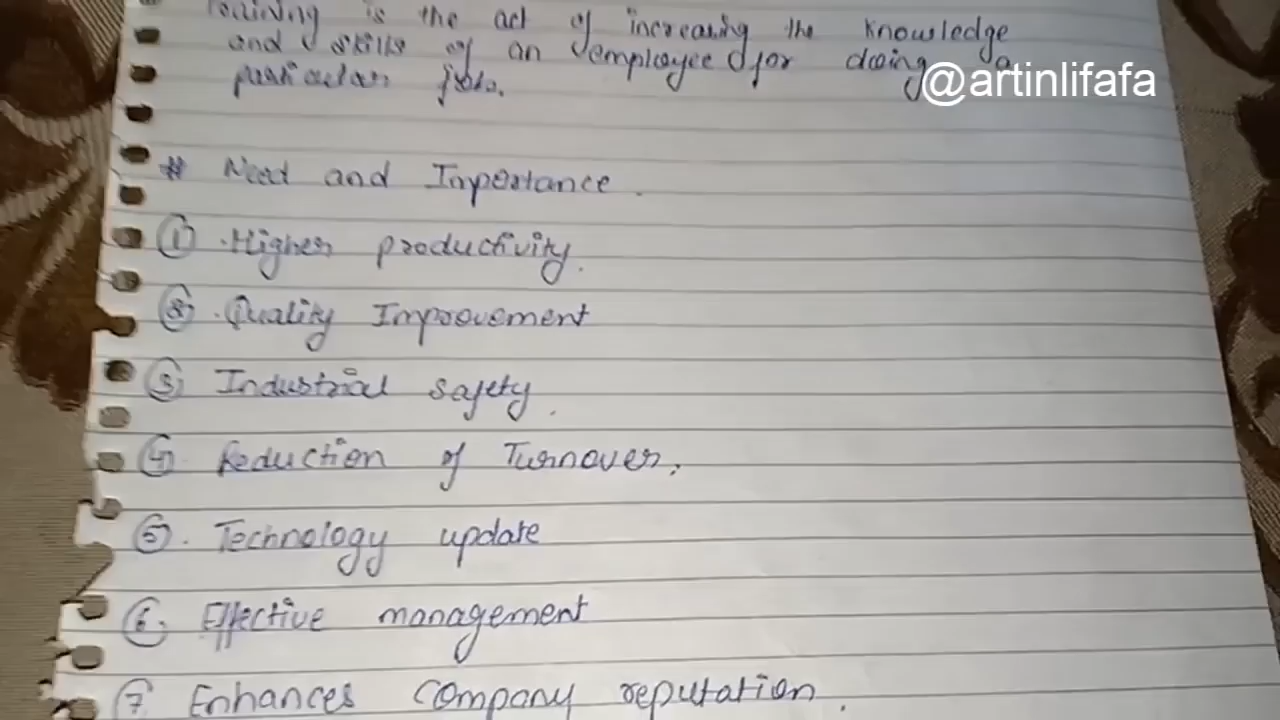 Training is the act of increasing the knowledge
and skills of an employee for doing a
particular job.
@artinlifafa
# Need and Importance.
① Higher productivity.
② Quality Improvement
③ Industrial safety.
④ Reduction of Turnover.
⑤. Technology update
⑥. Effective management
⑦. Enhances Company reputation.